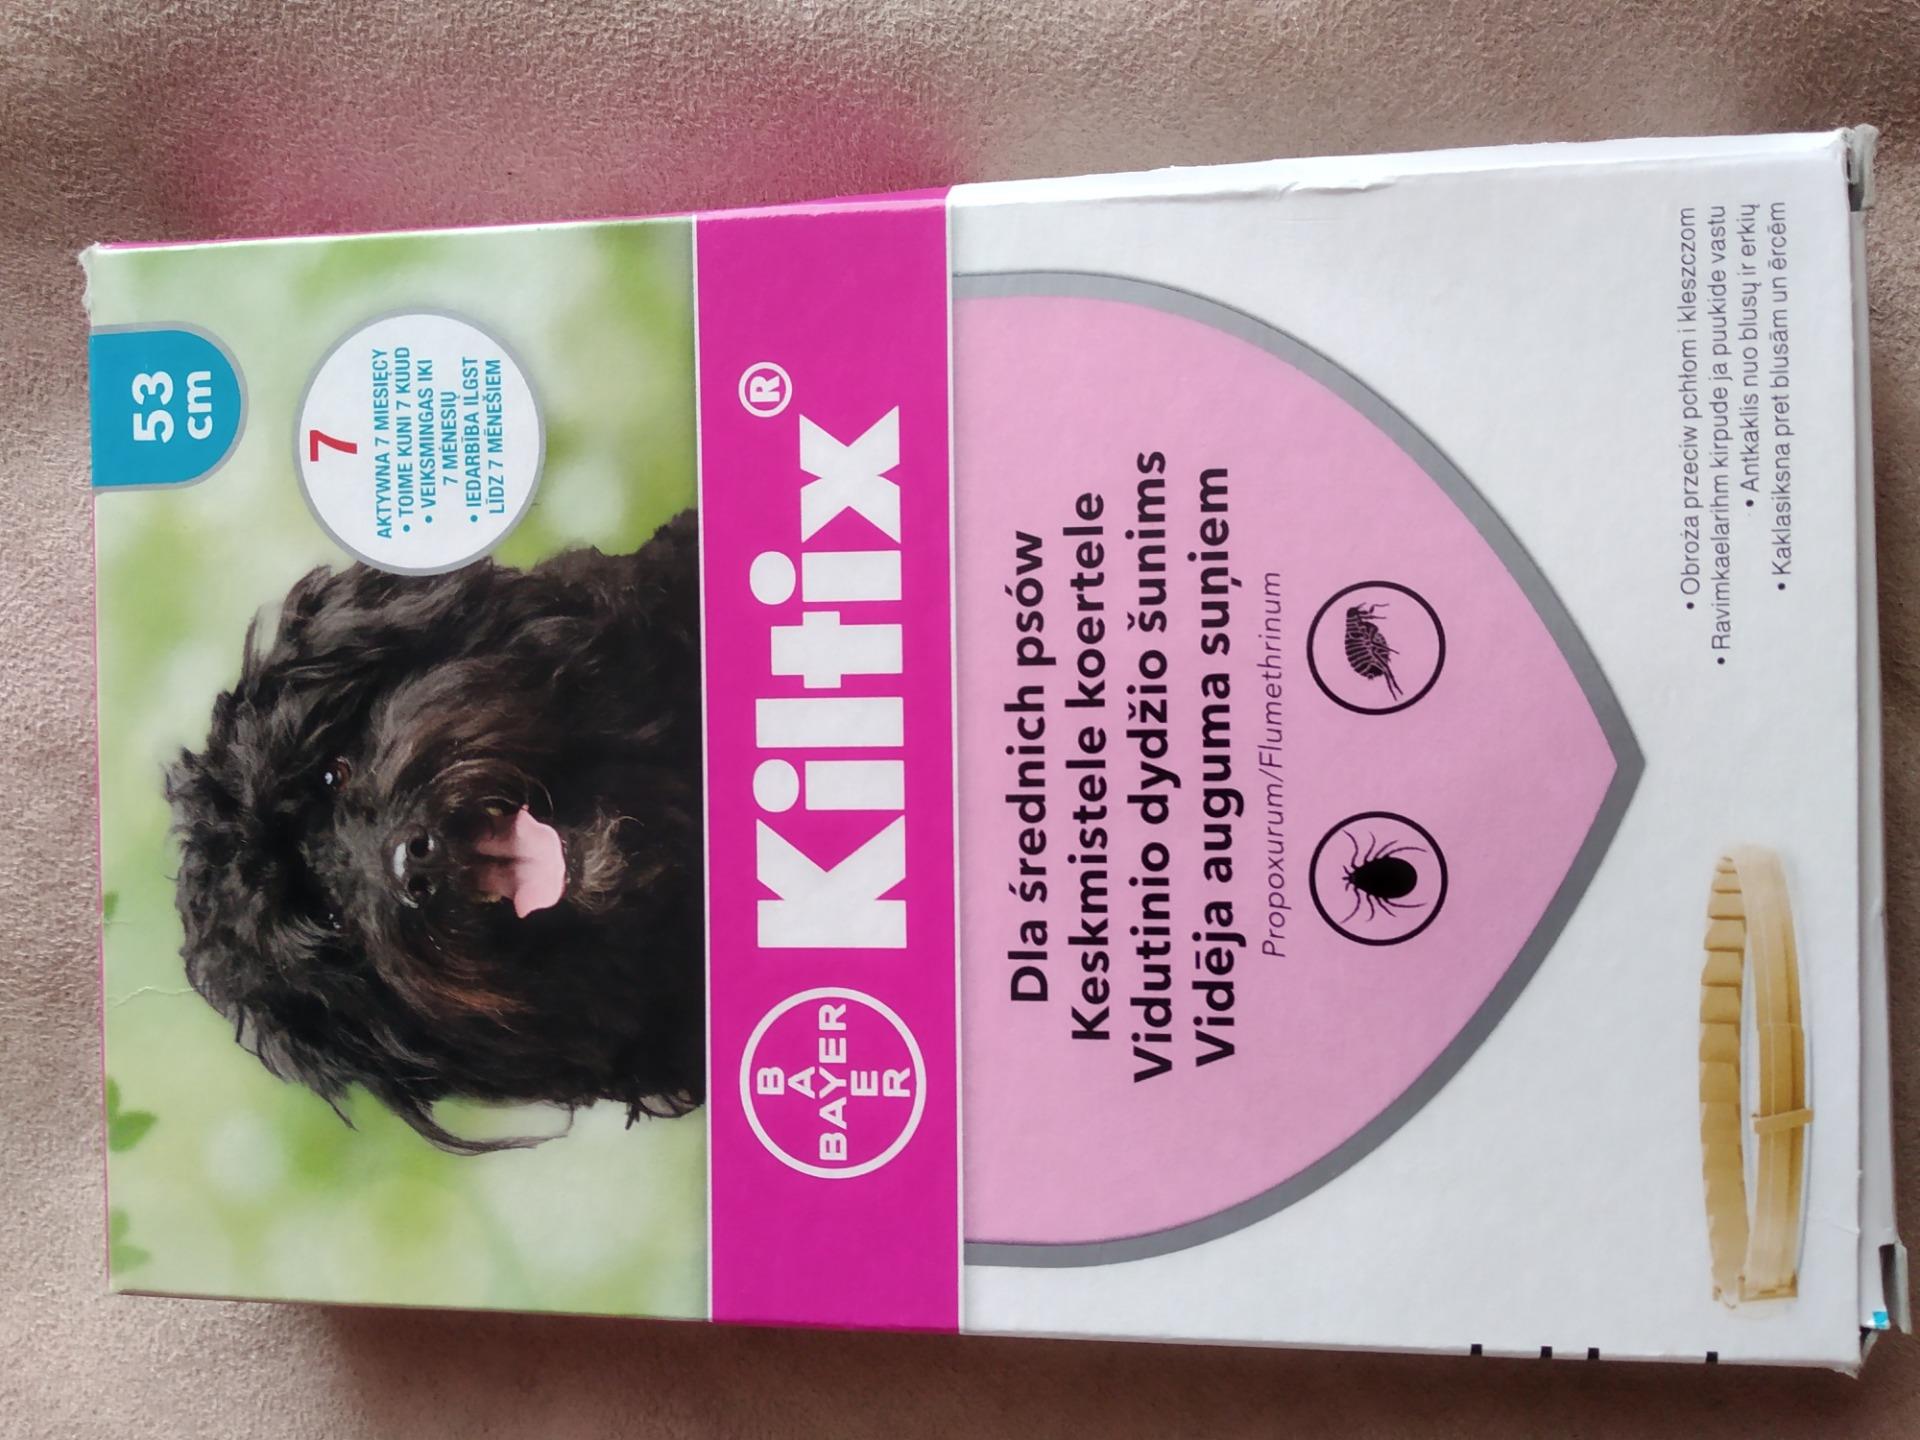 53
cm
7
AKTYWNA 7 MIESIĘCY
• TOIME KUNI 7 KUUD
• VEIKSMINGAS IKI
7 MĖNESIŲ
• IEDARBĪBA ILGST
LĪDZ 7 MĒNEŠIEM
BAYER
BAYER
Kiltix®
Dla średnich psów
Keskmistele koertele
Vidutinio dydžio šunims
Vidēja auguma suņiem
Propoxurum/Flumethrinum
• Obroża przeciw pchłom i kleszczom
• Ravimkaelarihm kirpude ja puukide vastu
• Antkaklis nuo blusų ir erkių
• Kaklasiksna pret blusām un ērcēm